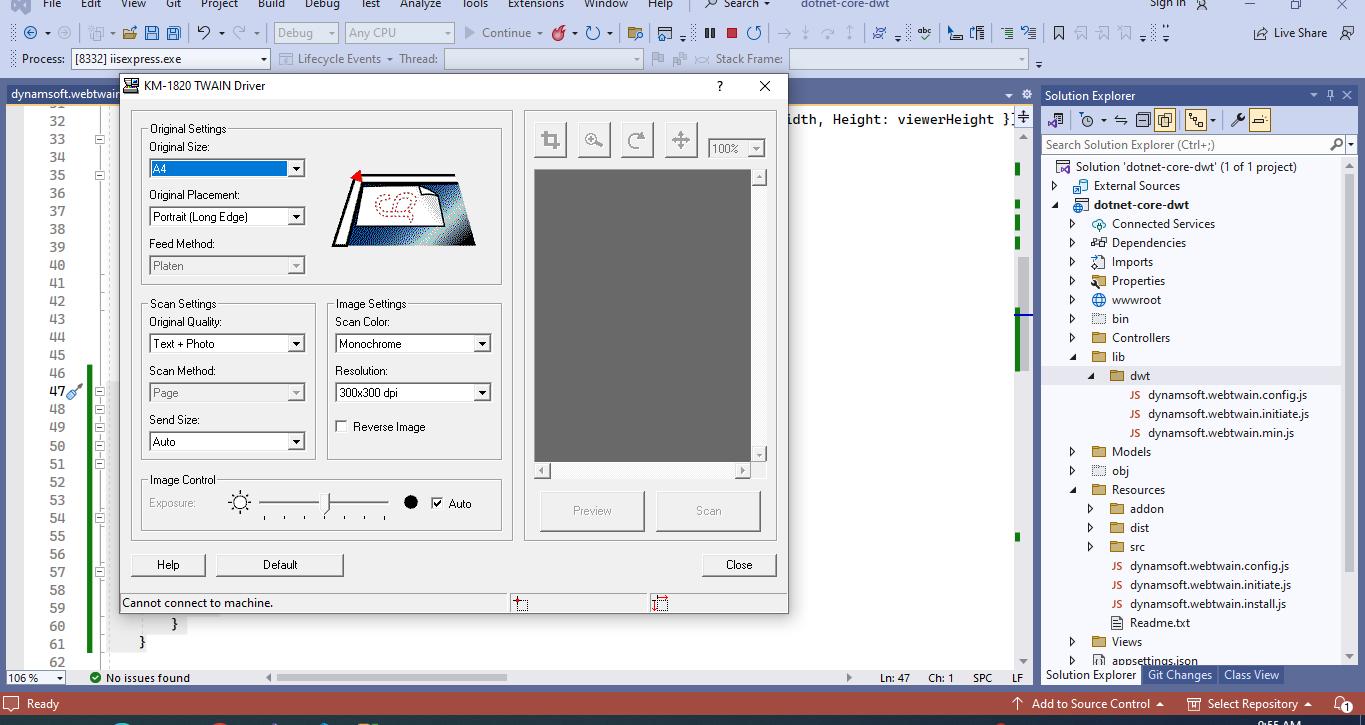 File Edit View Git Project Build Debug Test Analyze Tools Extensions Window Help Search dotnet-core-dwt Sign in
Debug Any CPU Continue Live Share
Process: [8332] iisexpress.exe Lifecycle Events Thread: Stack Frame:
dynamsoft.webtwain
KM-1820 TWAIN Driver
?
Original Settings
Original Size:
A4
Original Placement:
Portrait (Long Edge)
Feed Method:
Platen
Scan Settings
Original Quality:
Text + Photo
Scan Method:
Page
Send Size:
Auto
Image Settings
Scan Color:
Monochrome
Resolution:
300x300 dpi
Reverse Image
Image Control
Exposure:
Auto
100%
Preview
Scan
Help
Default
Close
Cannot connect to machine.
32
33
34
35
36
37
38
39
40
41
42
43
44
45
46
47
48
49
50
51
52
53
54
55
56
57
58
59
60
61
62
idth, Height: viewerHeight }
}
}
106 % No issues found Ln: 47 Ch: 1 SPC LF
Solution Explorer
Search Solution Explorer (Ctrl+;)
Solution 'dotnet-core-dwt' (1 of 1 project)
External Sources
dotnet-core-dwt
Connected Services
Dependencies
Imports
Properties
wwwroot
bin
Controllers
lib
dwt
JS dynamsoft.webtwain.config.js
JS dynamsoft.webtwain.initiate.js
JS dynamsoft.webtwain.min.js
Models
obj
Resources
addon
dist
src
JS dynamsoft.webtwain.config.js
JS dynamsoft.webtwain.initiate.js
JS dynamsoft.webtwain.install.js
Readme.txt
Views
appsettings.json
Solution Explorer Git Changes Class View
Ready Add to Source Control Select Repository 1
9:55 AM